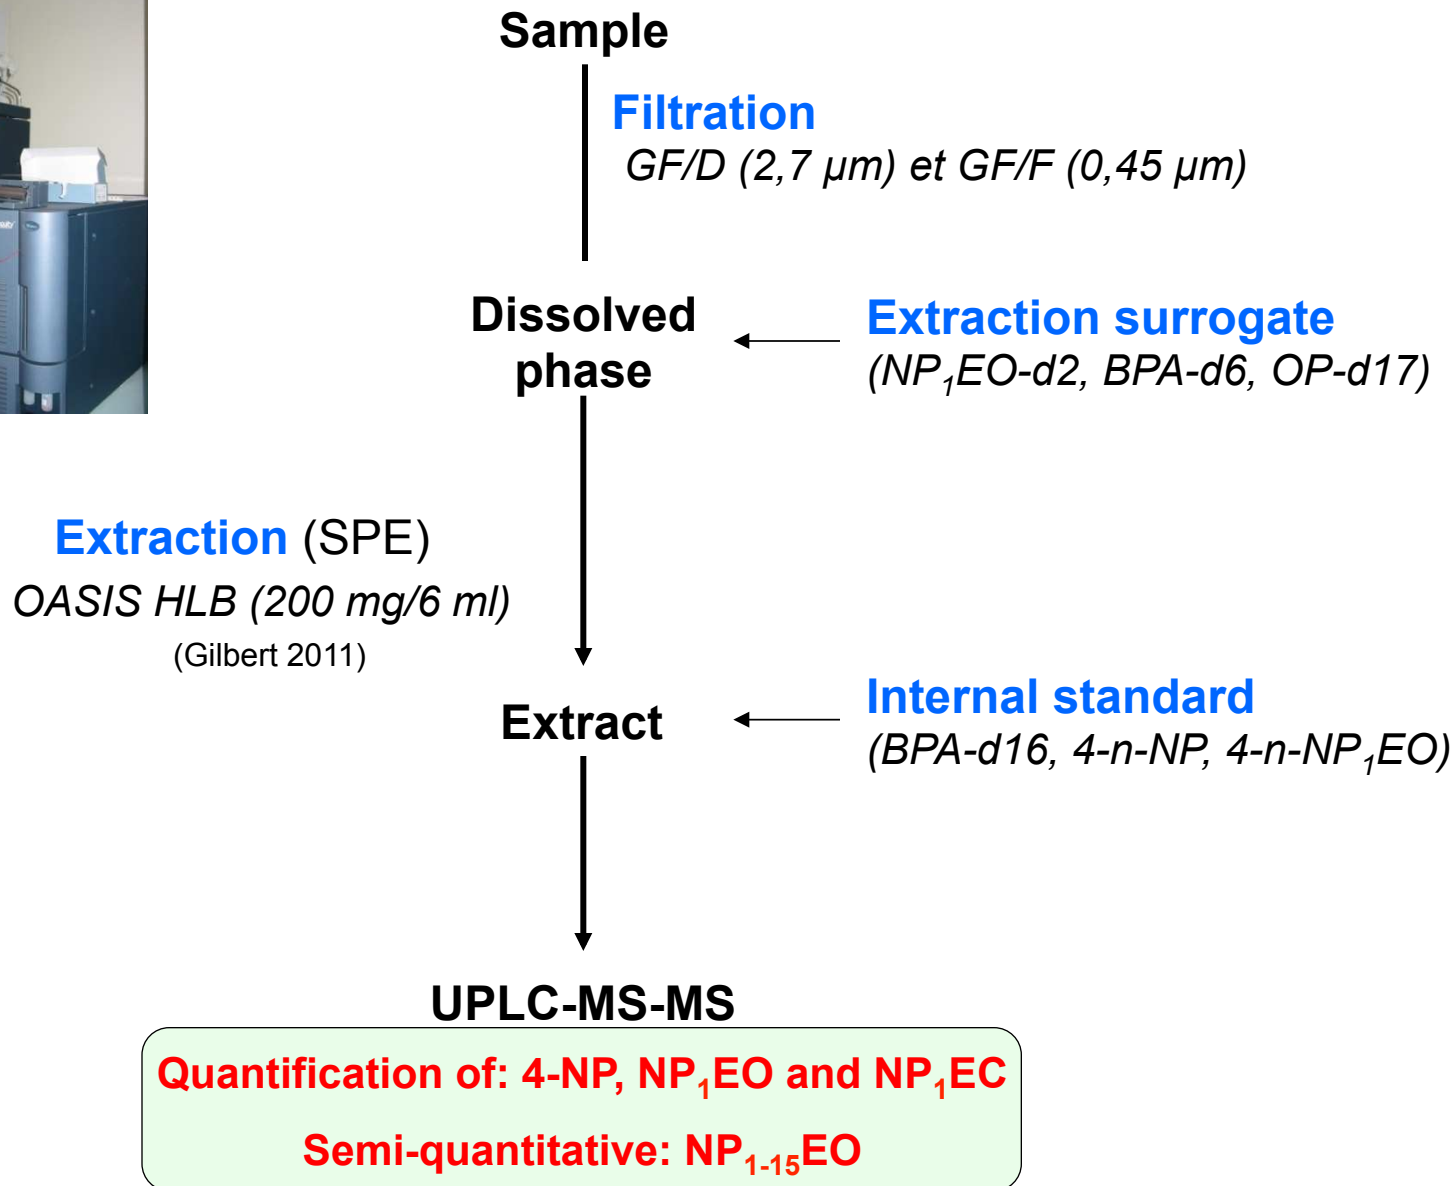 Sample
Filtration
GF/D (2,7 µm) et GF/F (0,45 µm)
Dissolved
phase
Extraction surrogate
(NP₁EO-d2, BPA-d6, OP-d17)
Extraction (SPE)
OASIS HLB (200 mg/6 ml)
(Gilbert 2011)
Extract
Internal standard
(BPA-d16, 4-n-NP, 4-n-NP₁EO)
UPLC-MS-MS
Quantification of: 4-NP, NP₁EO and NP₁EC
Semi-quantitative: NP₁₋₁₅EO